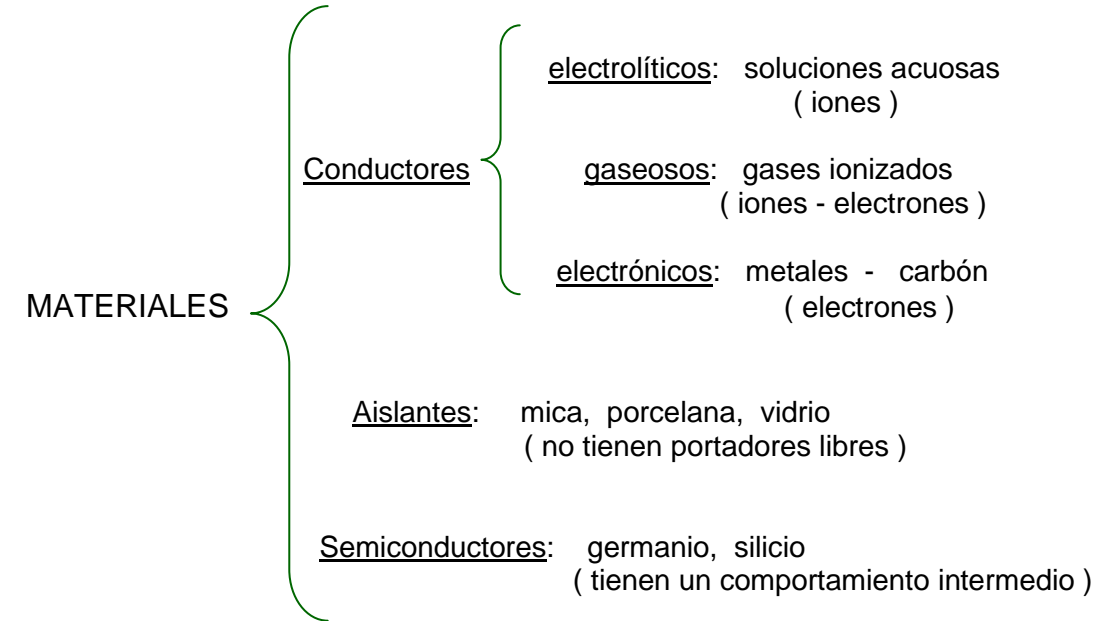 electrolíticos: soluciones acuosas
( iones )
Conductores
gaseosos: gases ionizados
( iones - electrones )
electrónicos: metales - carbón
( electrones )
MATERIALES
Aislantes: mica, porcelana, vidrio
( no tienen portadores libres )
Semiconductores: germanio, silicio
( tienen un comportamiento intermedio )